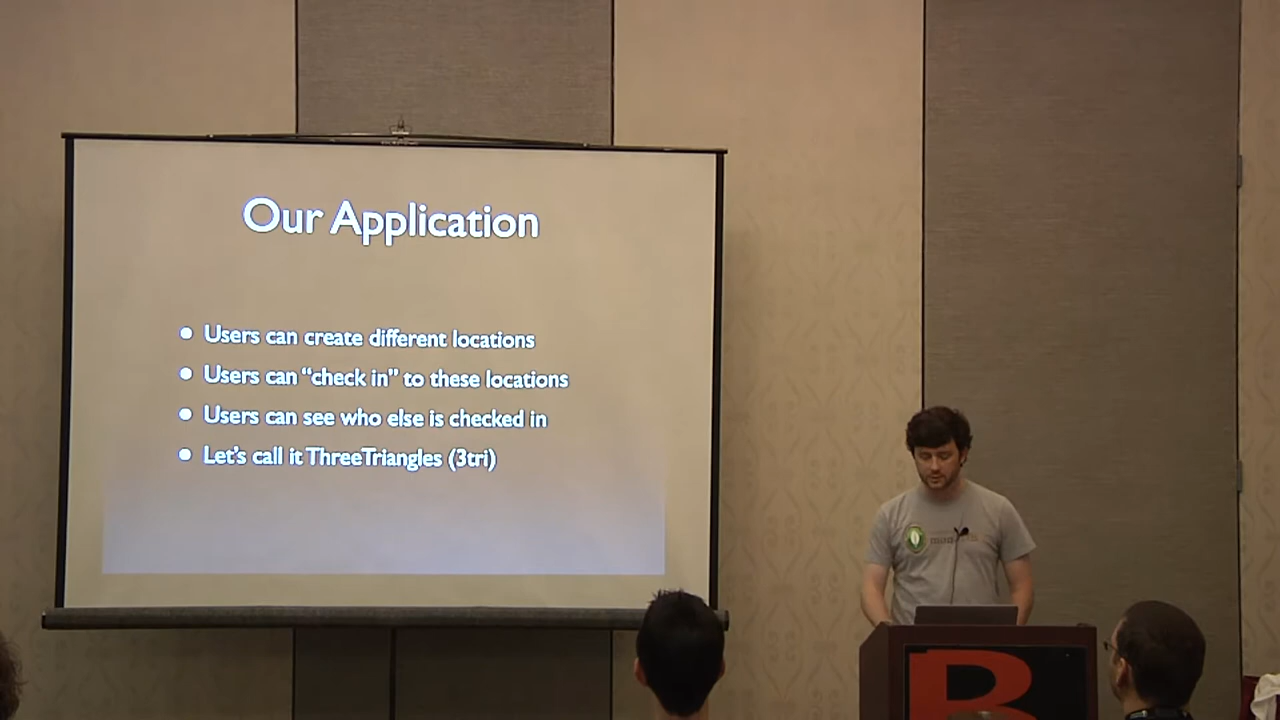 Our Application
Users can create different locations
Users can “check in” to these locations
Users can see who else is checked in
Let's call it ThreeTriangles (3tri)
B